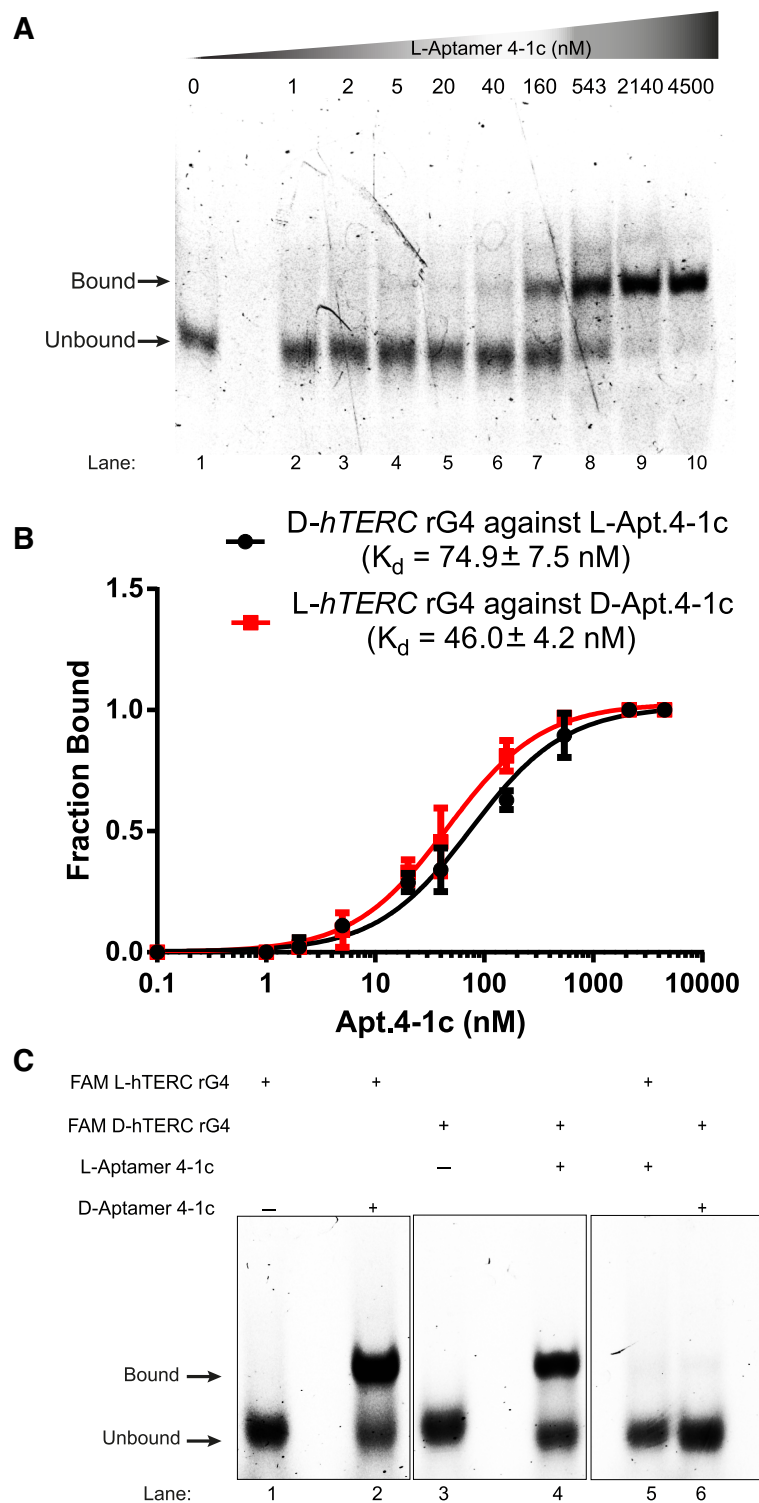 A
L-Aptamer 4-1c (nM)
0 1 2 5 20 40 160 543 2140 4500
Bound
Unbound
Lane: 1 2 3 4 5 6 7 8 9 10
B
D-hTERC rG4 against L-Apt.4-1c
(Kd = 74.9± 7.5 nM)
L-hTERC rG4 against D-Apt.4-1c
(Kd = 46.0± 4.2 nM)
1.5
1.0
0.5
0.0
Fraction Bound
0.1 1 10 100 1000 10000
Apt.4-1c (nM)
C
FAM L-hTERC rG4 + + +
FAM D-hTERC rG4 + + +
L-Aptamer 4-1c – + +
D-Aptamer 4-1c – + +
Bound
Unbound
Lane: 1 2 3 4 5 6